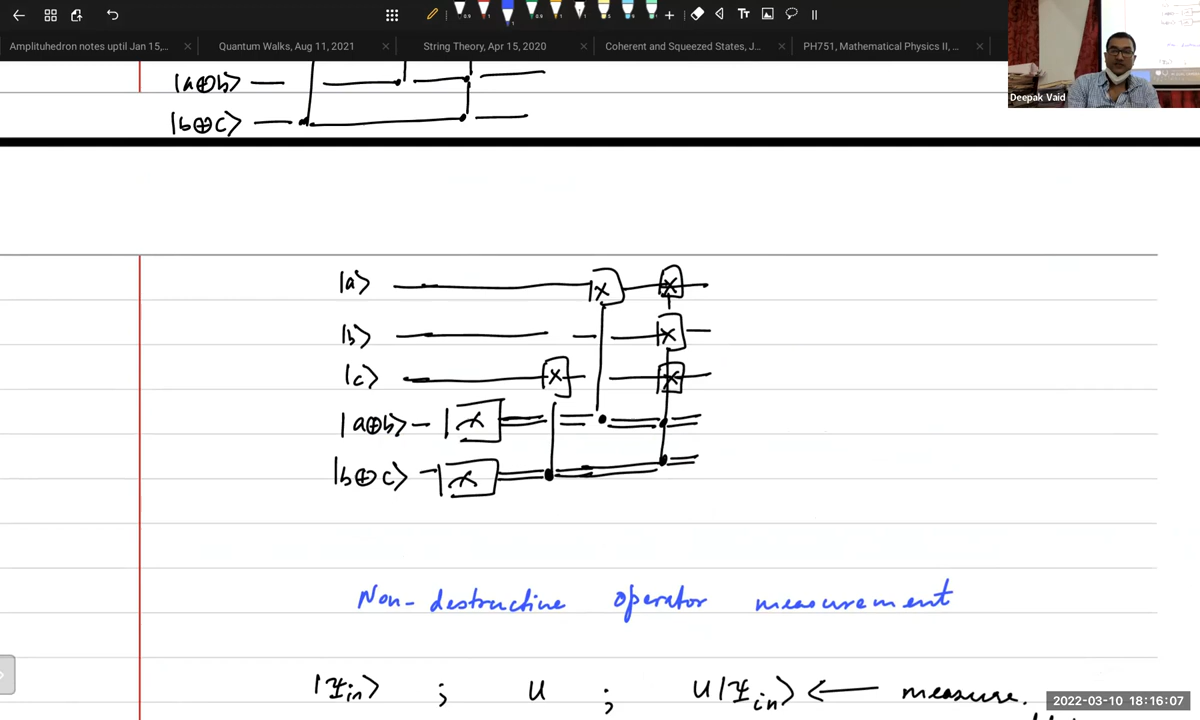 Amplituhedron notes uptil Jan 15,... × Quantum Walks, Aug 11, 2021 × String Theory, Apr 15, 2020 × Coherent and Squeezed States, J... × PH751, Mathematical Physics II, ... ×
Deepak Vaid
|a⊕b⟩
|b⊕c⟩
|a⟩ X X
|b⟩ X
|c⟩ X X
|a⊕b⟩
|b⊕c⟩
Non-destructive operator measurement
|Ψin⟩ ; U ; U|Ψin⟩ ← measure.
2022-03-10 18:16:07